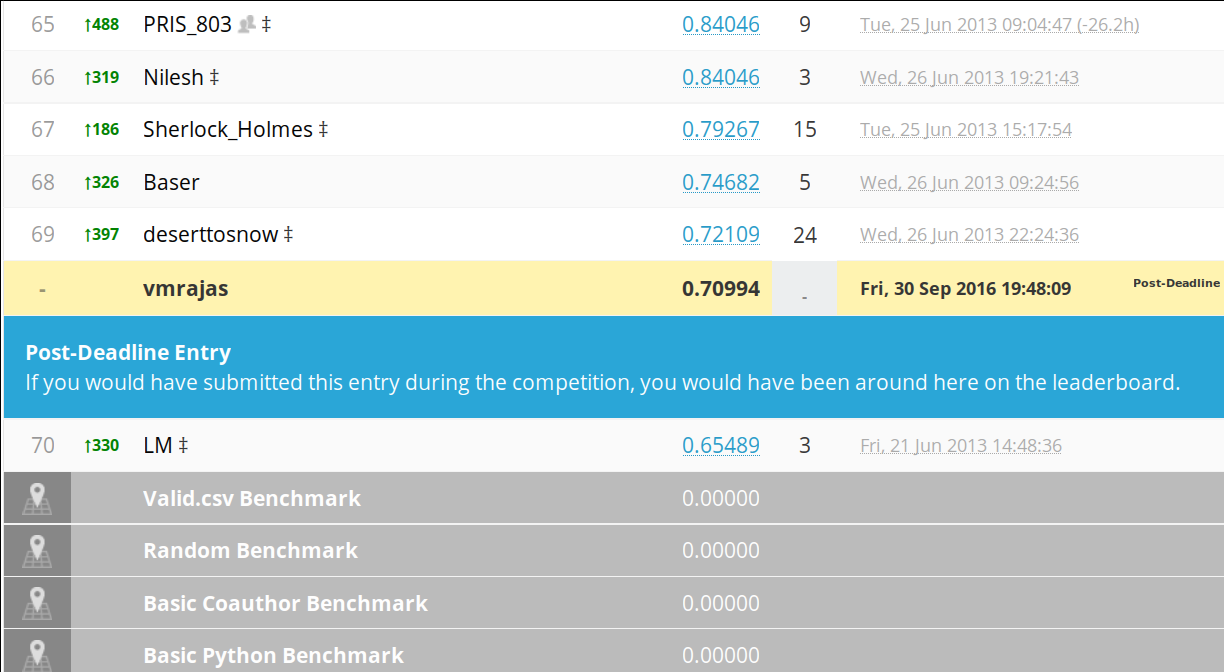 65 ↑488 PRIS_803 ‡ 0.84046 9 Tue, 25 Jun 2013 09:04:47 (-26.2h)
66 ↑319 Nilesh ‡ 0.84046 3 Wed, 26 Jun 2013 19:21:43
67 ↑186 Sherlock_Holmes ‡ 0.79267 15 Tue, 25 Jun 2013 15:17:54
68 ↑326 Baser 0.74682 5 Wed, 26 Jun 2013 09:24:56
69 ↑397 deserttosnow ‡ 0.72109 24 Wed, 26 Jun 2013 22:24:36
- vmrajas 0.70994 - Fri, 30 Sep 2016 19:48:09 Post-Deadline
Post-Deadline Entry
If you would have submitted this entry during the competition, you would have been around here on the leaderboard.
70 ↑330 LM ‡ 0.65489 3 Fri, 21 Jun 2013 14:48:36
Valid.csv Benchmark 0.00000
Random Benchmark 0.00000
Basic Coauthor Benchmark 0.00000
Basic Python Benchmark 0.00000